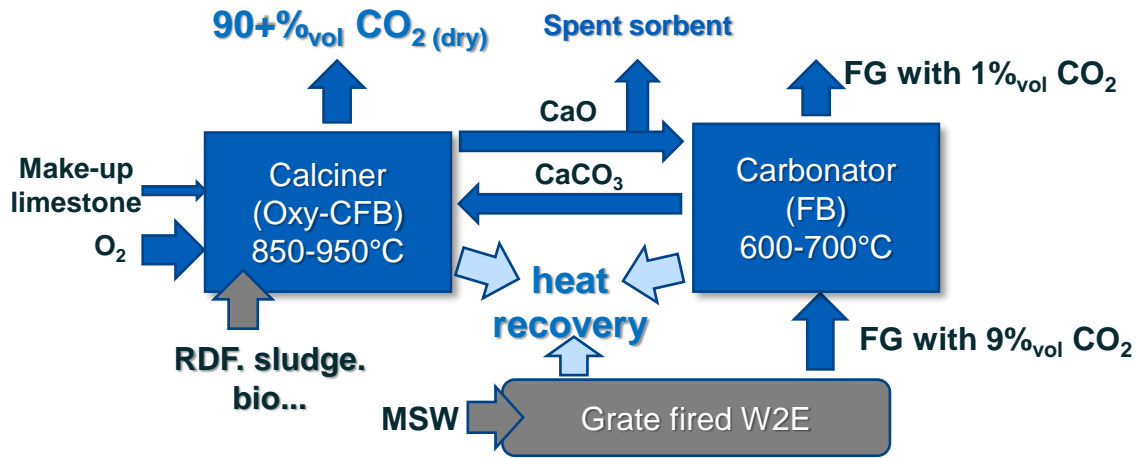 90+%vol CO2 (dry)
Spent sorbent
FG with 1%vol CO2
CaO
Make-up
limestone
O2
Calciner
(Oxy-CFB)
850-950°C
CaCO3
Carbonator
(FB)
600-700°C
heat
recovery
RDF. sludge.
bio...
FG with 9%vol CO2
MSW
Grate fired W2E